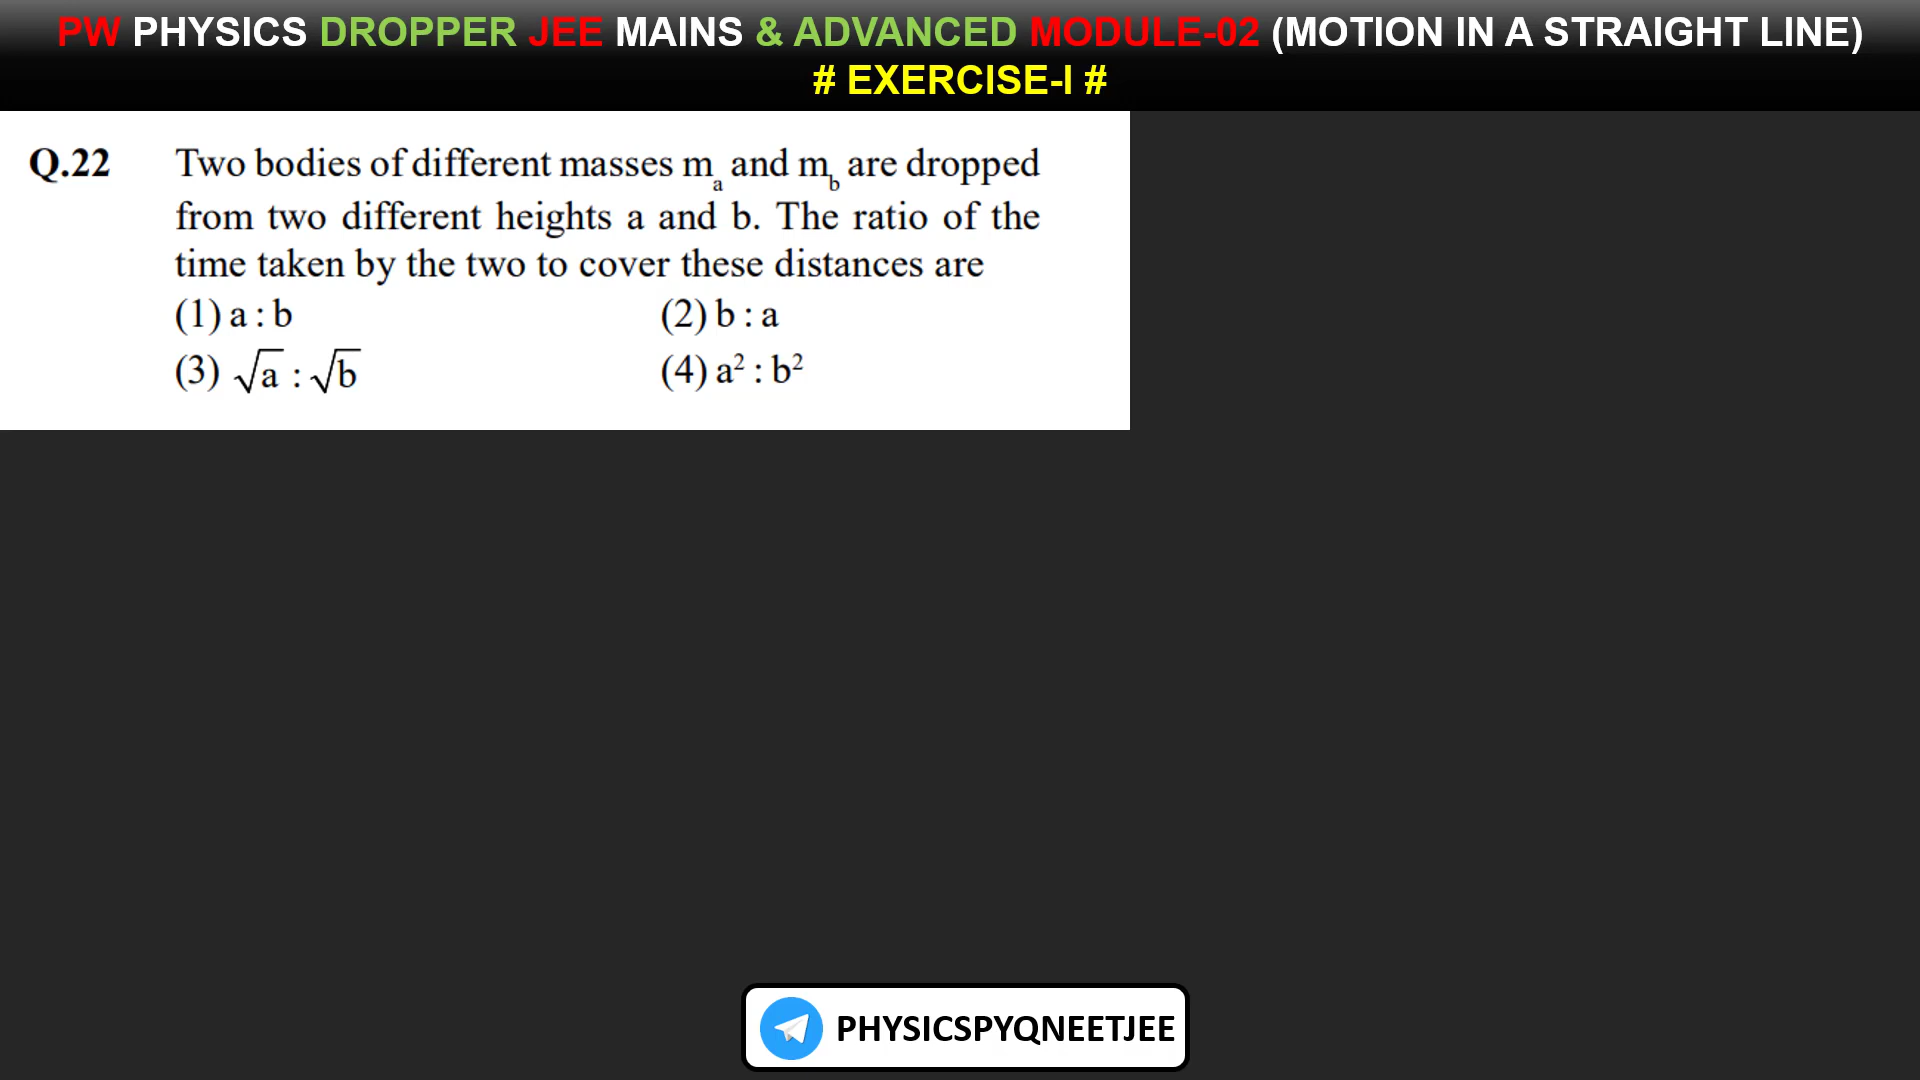 PW PHYSICS DROPPER JEE MAINS & ADVANCED MODULE-02 (MOTION IN A STRAIGHT LINE)
# EXERCISE-I #
Q.22 Two bodies of different masses mₐ and m_b are dropped
from two different heights a and b. The ratio of the
time taken by the two to cover these distances are
(1) a : b (2) b : a
(3) √a : √b (4) a² : b²
PHYSICSPYQNEETJEE